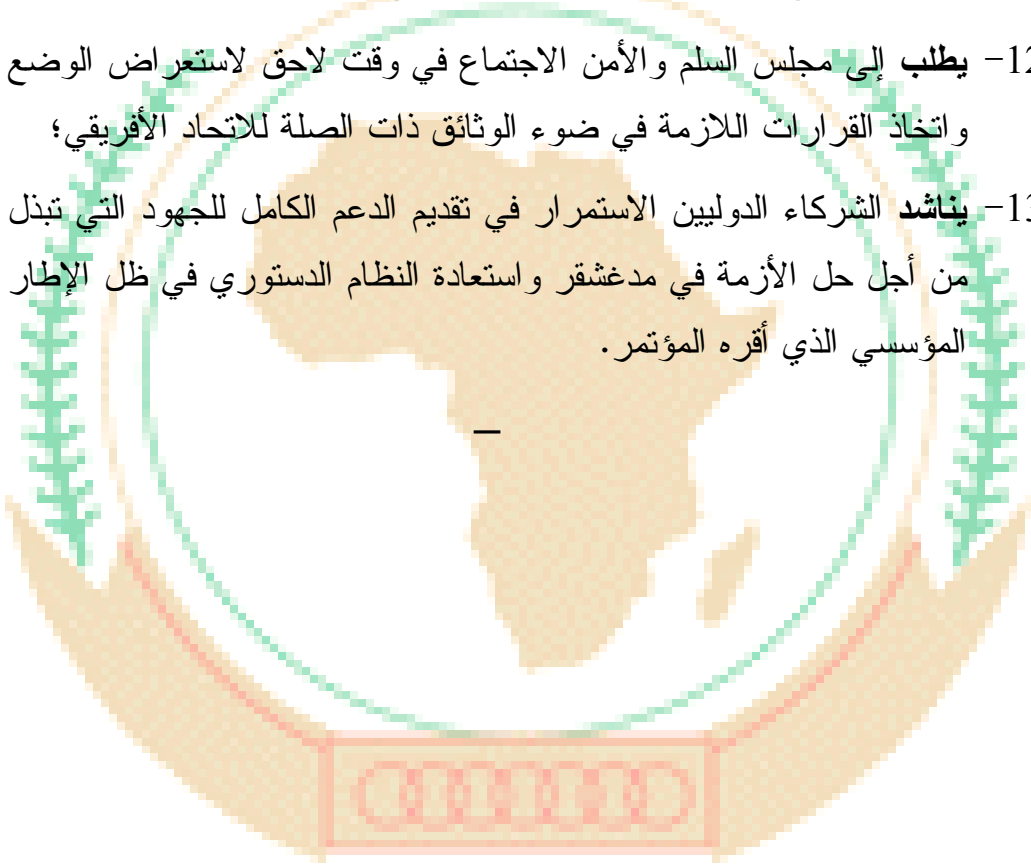 12- يطلب إلى مجلس السلم والأمن الاجتماع في وقت لاحق لاستعراض الوضع
واتخاذ القرارات اللازمة في ضوء الوثائق ذات الصلة للاتحاد الأفريقي؛
13- يناشد الشركاء الدوليين الاستمرار في تقديم الدعم الكامل للجهود التي تبذل
من أجل حل الأزمة في مدغشقر واستعادة النظام الدستوري في ظل الإطار
المؤسسي الذي أقره المؤتمر.
–